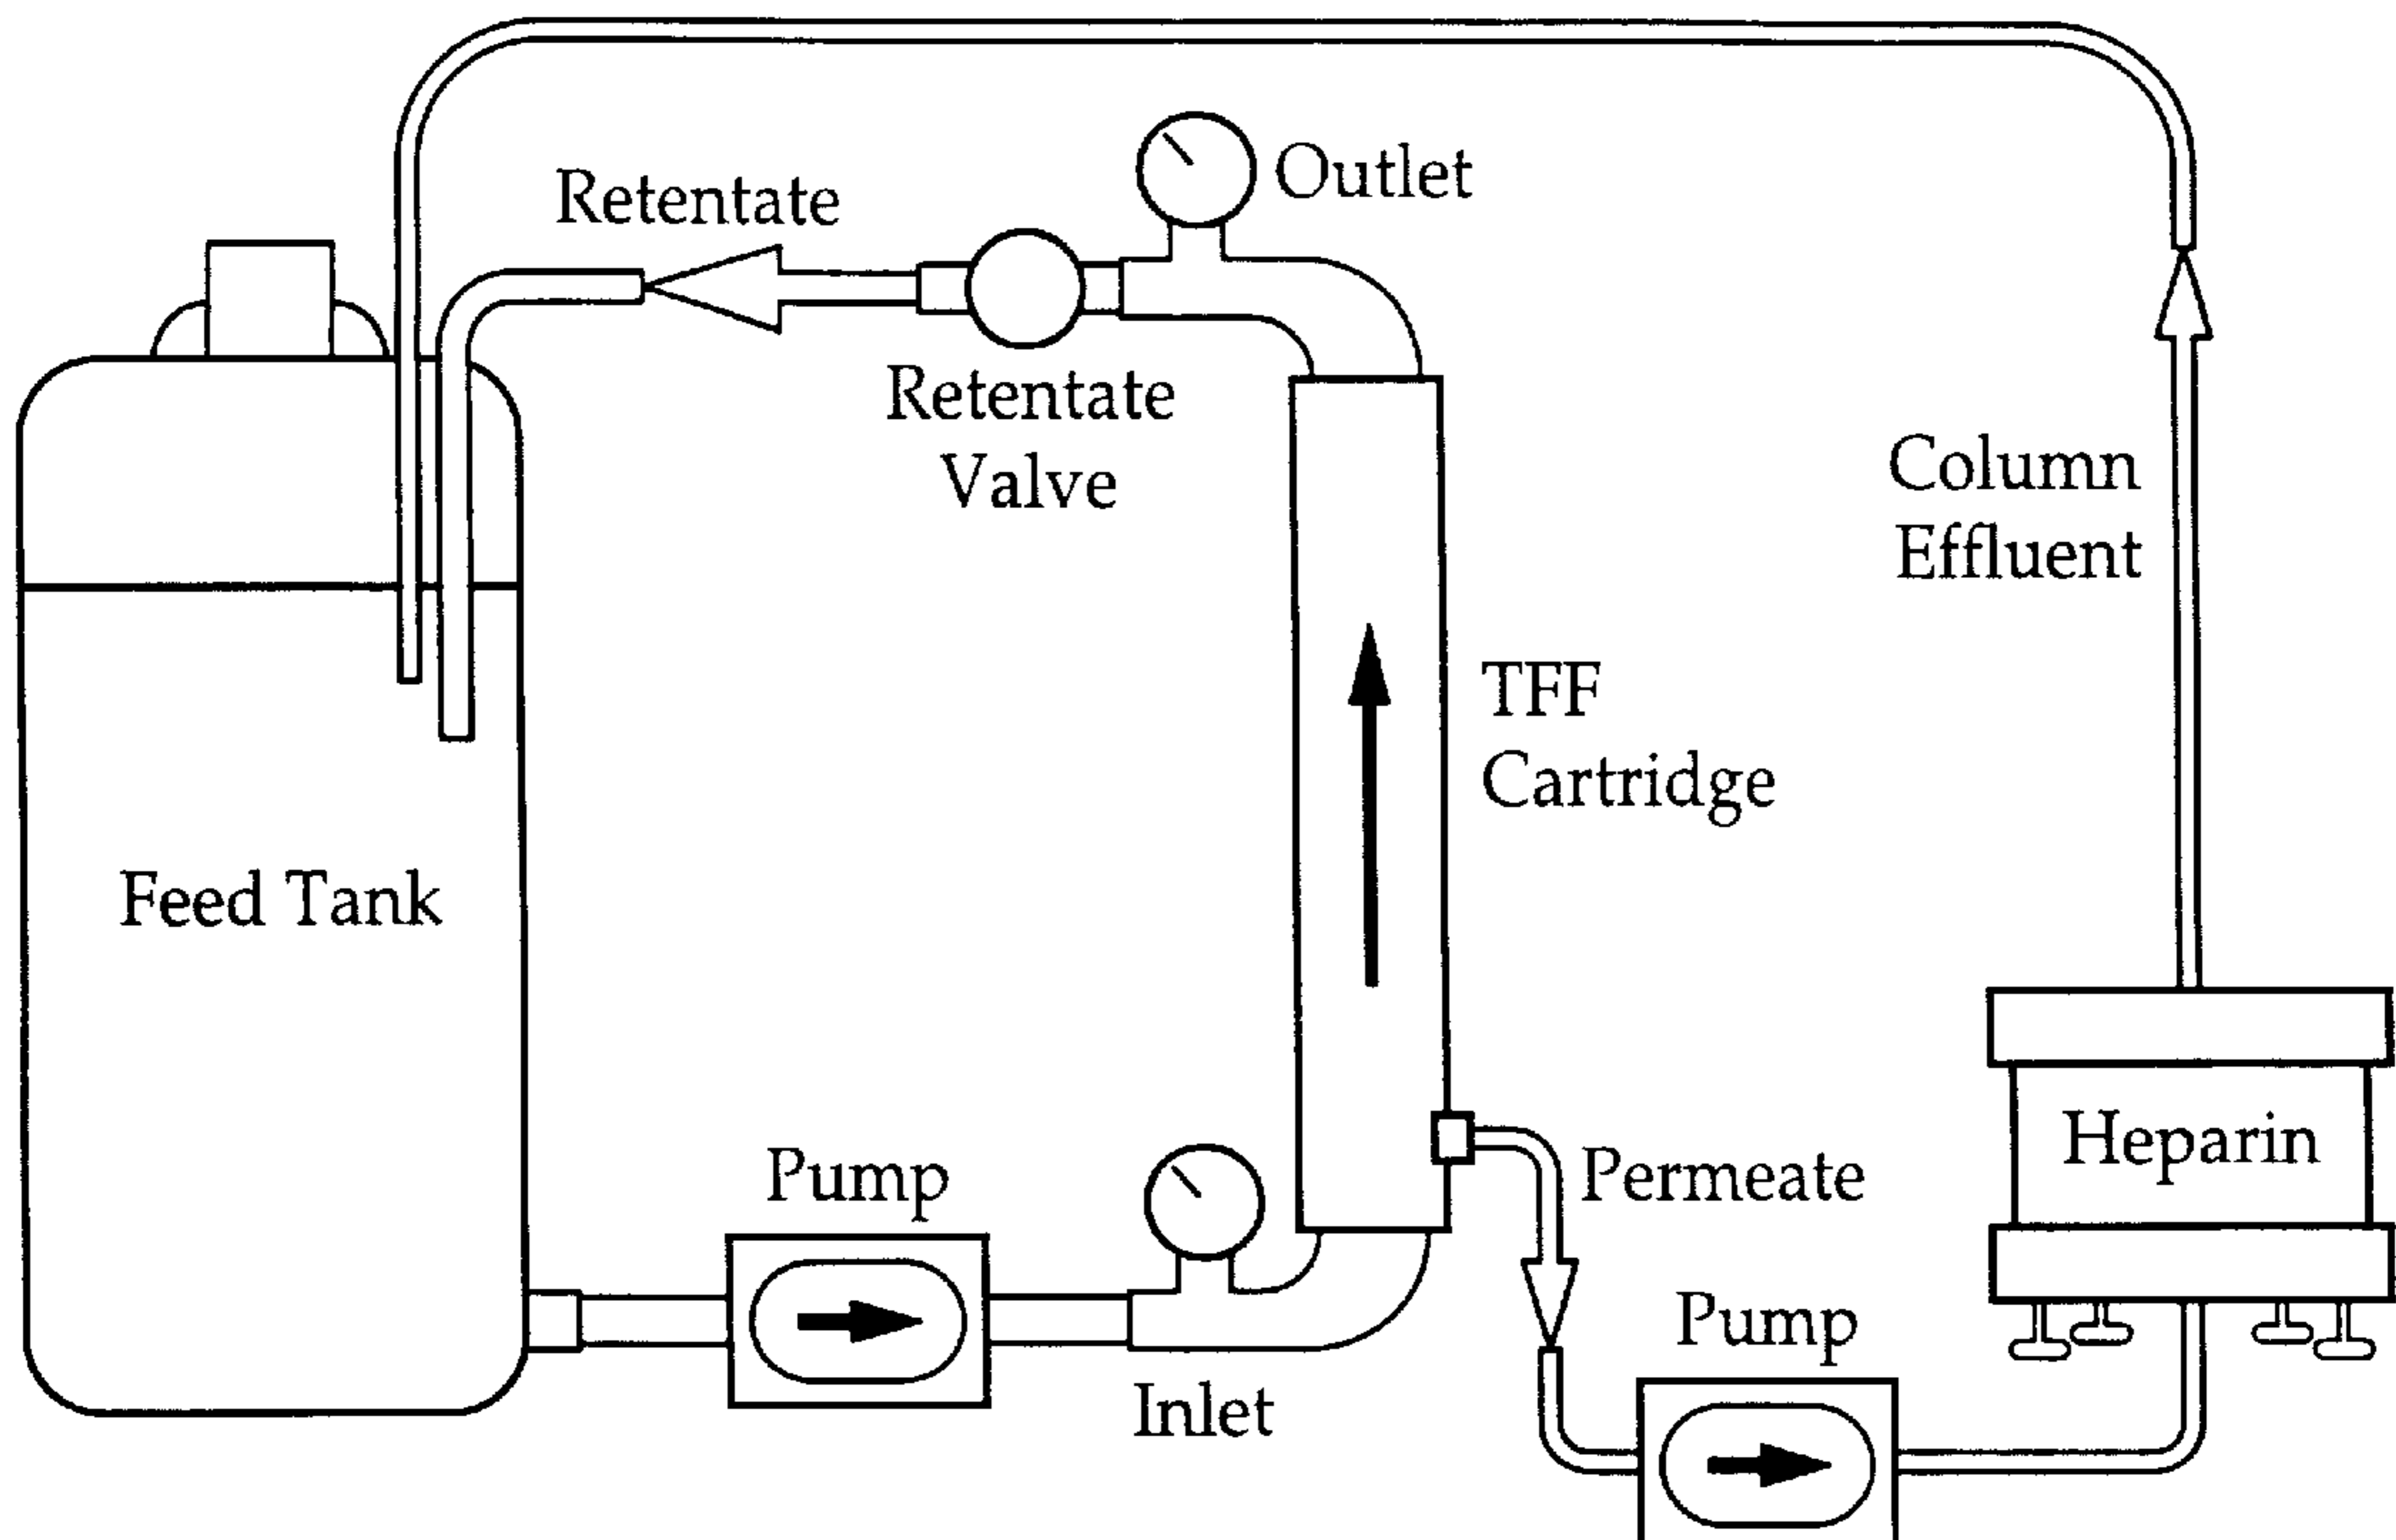 Outlet
Retentate
Retentate
Valve
Column
Effluent
TFF
Cartridge
Feed Tank
Heparin
Pump
Permeate
Pump
Inlet